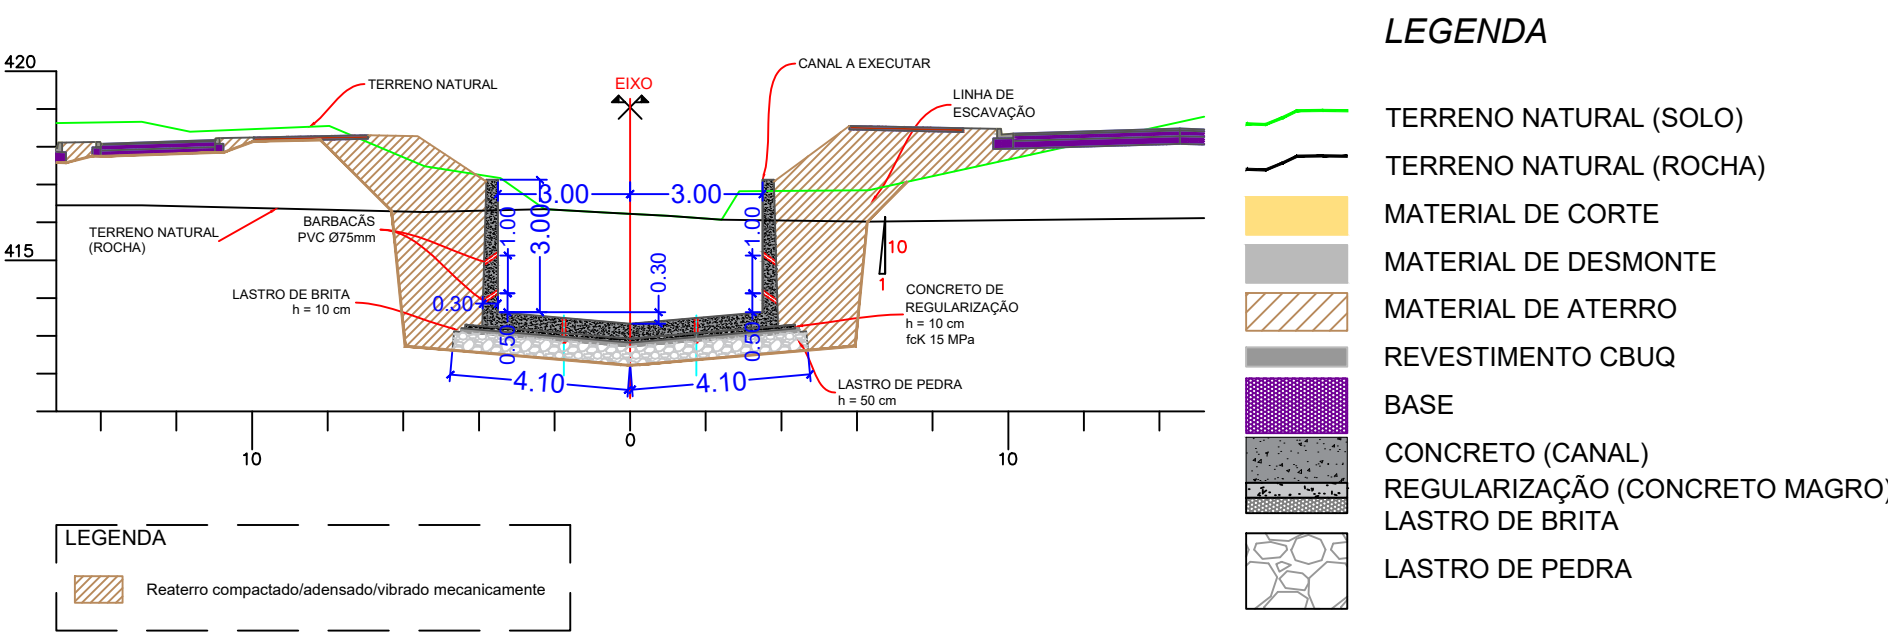 LEGENDA
420
TERRENO NATURAL
EIXO
CANAL A EXECUTAR
LINHA DE
ESCAVAÇÃO
TERRENO NATURAL (SOLO)
TERRENO NATURAL (ROCHA)
3.00
3.00
MATERIAL DE CORTE
BARBACÃS
PVC Ø75mm
1.00
3.00
1.00
TERRENO NATURAL
(ROCHA)
10
1
415
0.30
MATERIAL DE DESMONTE
LASTRO DE BRITA
h = 10 cm
0.30
CONCRETO DE
REGULARIZAÇÃO
h = 10 cm
fcK 15 MPa
MATERIAL DE ATERRO
0.50
0.50
REVESTIMENTO CBUQ
4.10
4.10
LASTRO DE PEDRA
h = 50 cm
BASE
10
0
10
CONCRETO (CANAL)
REGULARIZAÇÃO (CONCRETO MAGRO)
LASTRO DE BRITA
LASTRO DE PEDRA
LEGENDA
Reaterro compactado/adensado/vibrado mecanicamente